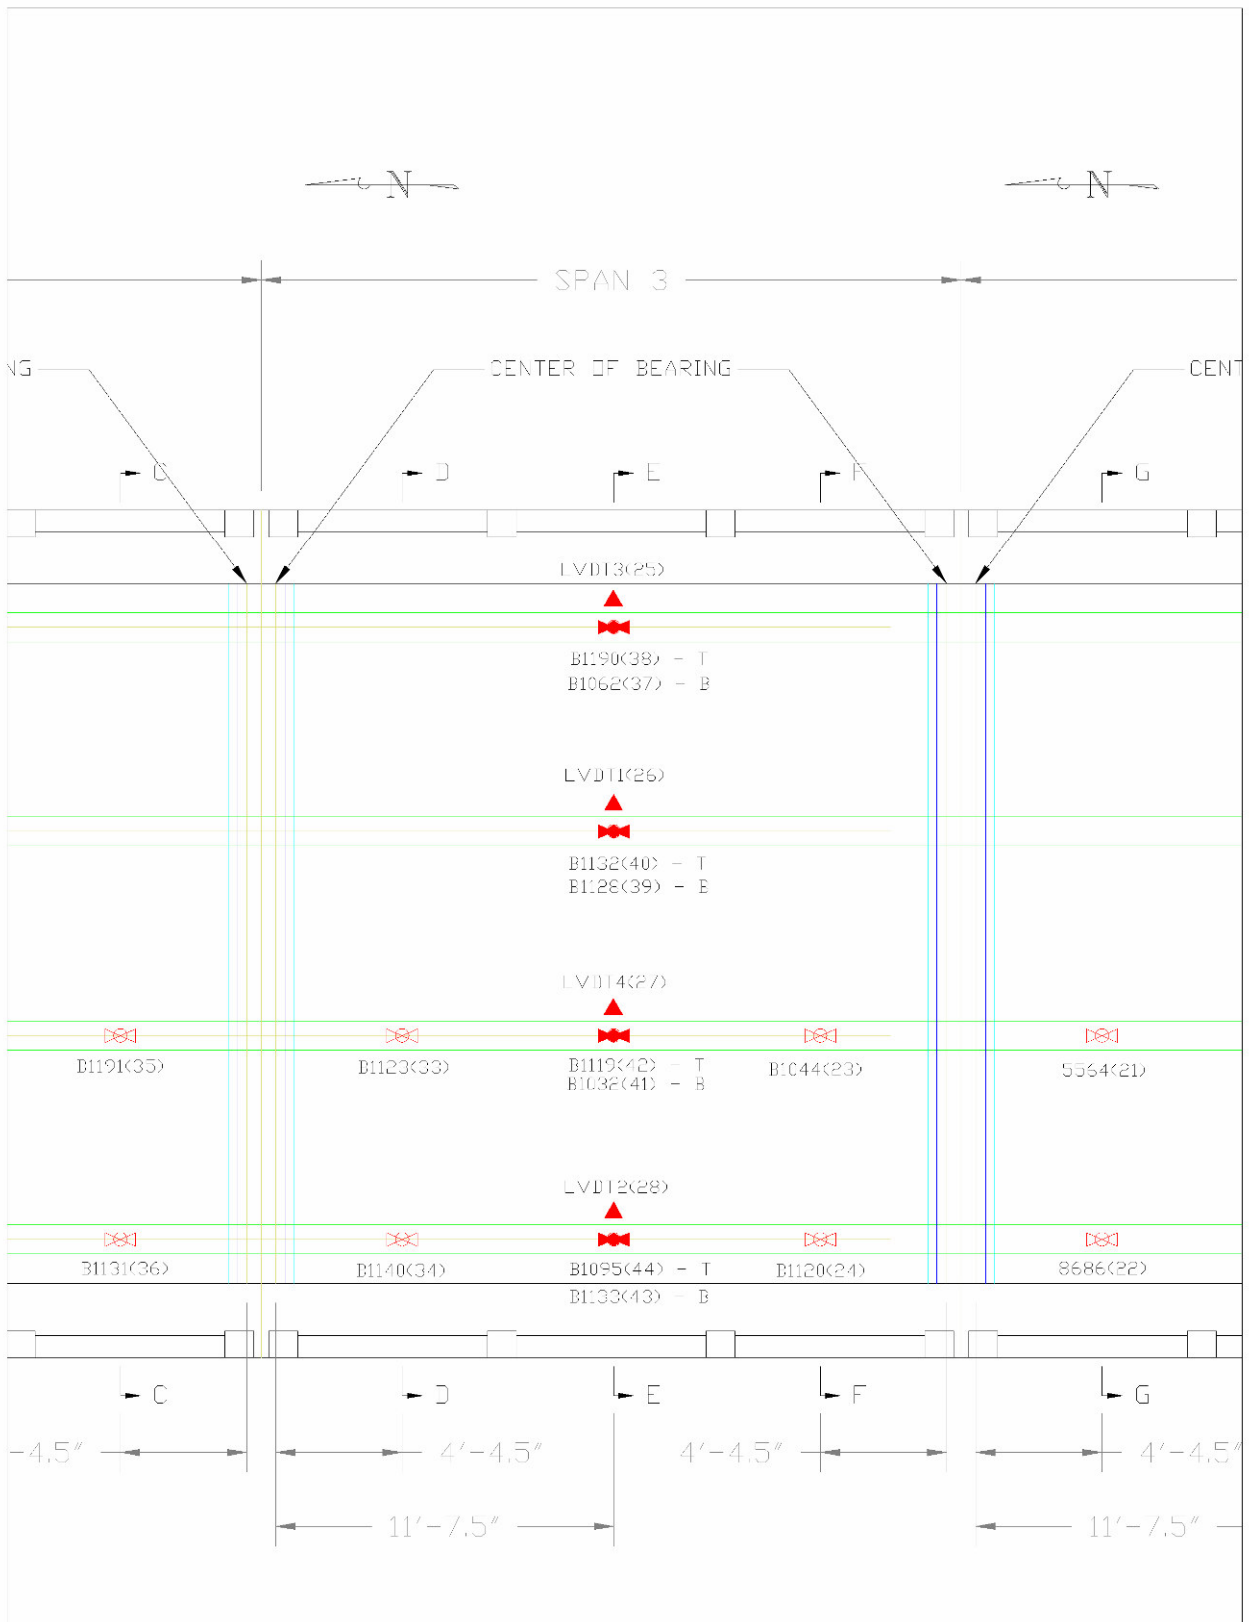 N N
SPAN 3
NG CENTER OF BEARING CENT
C D E F G
LVDT3(25)
B1190(38) - T
B1062(37) - B
LVDT1(26)
B1132(40) - T
B1128(39) - B
LVDT4(27)
B1191(35) B1123(33) B1119(42) - T B1044(23) 5564(21)
B1032(41) - B
LVDT2(28)
B1131(36) B1140(34) B1095(44) - T B1120(24) 8686(22)
B1133(43) - B
C D E F G
-4.5" 4'-4.5" 4'-4.5" 4'-4.5"
11'-7.5" 11'-7.5"